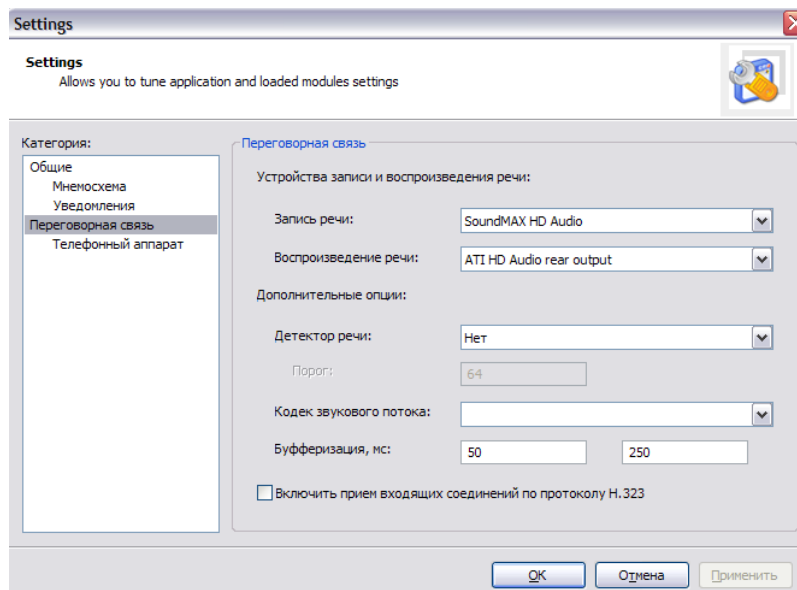 Settings
Settings
Allows you to tune application and loaded modules settings
Категория:
Общие
Мнемосхема
Уведомления
Переговорная связь
Телефонный аппарат
Переговорная связь
Устройства записи и воспроизведения речи:
Запись речи: SoundMAX HD Audio
Воспроизведение речи: ATI HD Audio rear output
Дополнительные опции:
Детектор речи: Нет
Порог: 64
Кодек звукового потока:
Буфферизация, мс: 50 250
Включить прием входящих соединений по протоколу H.323
OK Отмена Применить